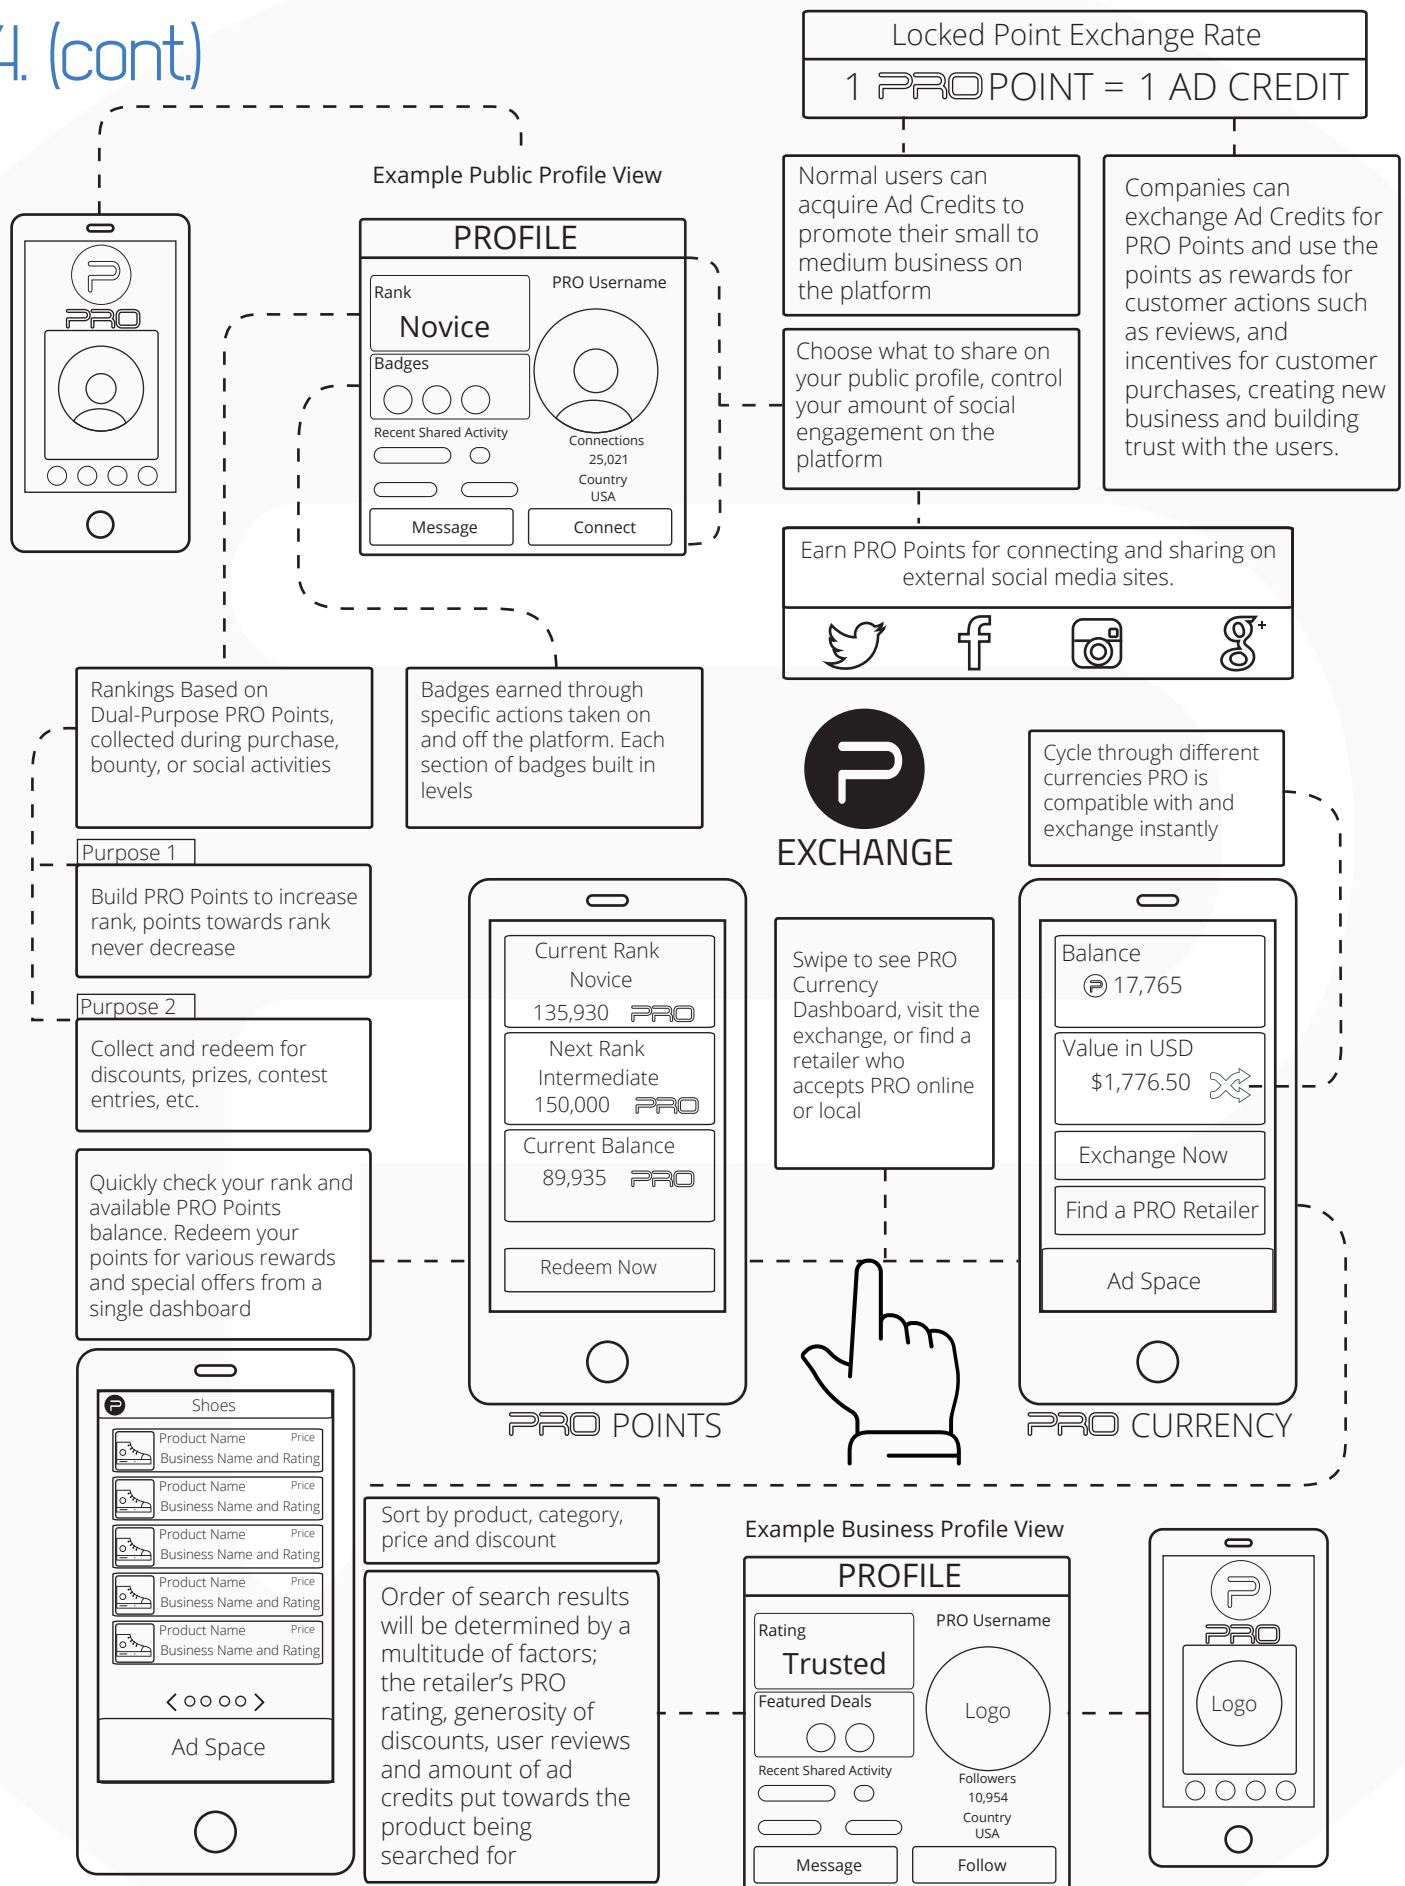 4. (cont.)
Locked Point Exchange Rate
1 PRO POINT = 1 AD CREDIT
Normal users can
acquire Ad Credits to
promote their small to
medium business on
the platform
Companies can
exchange Ad Credits for
PRO Points and use the
points as rewards for
customer actions such
as reviews, and
incentives for customer
purchases, creating new
business and building
trust with the users.
Example Public Profile View
PROFILE
Rank
Novice
PRO Username
Badges
Recent Shared Activity
Connections
25,021
Country
USA
Message
Connect
PRO
Choose what to share on
your public profile, control
your amount of social
engagement on the
platform
Earn PRO Points for connecting and sharing on
external social media sites.
g+
Rankings Based on
Dual-Purpose PRO Points,
collected during purchase,
bounty, or social activities
Badges earned through
specific actions taken on
and off the platform. Each
section of badges built in
levels
EXCHANGE
Cycle through different
currencies PRO is
compatible with and
exchange instantly
Purpose 1
Build PRO Points to increase
rank, points towards rank
never decrease
Purpose 2
Collect and redeem for
discounts, prizes, contest
entries, etc.
Quickly check your rank and
available PRO Points
balance. Redeem your
points for various rewards
and special offers from a
single dashboard
Current Rank
Novice
135,930 PRO
Next Rank
Intermediate
150,000 PRO
Current Balance
89,935 PRO
Redeem Now
PRO POINTS
Swipe to see PRO
Currency
Dashboard, visit the
exchange, or find a
retailer who
accepts PRO online
or local
Balance
17,765
Value in USD
$1,776.50
Exchange Now
Find a PRO Retailer
Ad Space
PRO CURRENCY
Shoes
Product Name Price
Business Name and Rating
Product Name Price
Business Name and Rating
Product Name Price
Business Name and Rating
Product Name Price
Business Name and Rating
Product Name Price
Business Name and Rating
Ad Space
Sort by product, category,
price and discount
Order of search results
will be determined by a
multitude of factors;
the retailer's PRO
rating, generosity of
discounts, user reviews
and amount of ad
credits put towards the
product being
searched for
Example Business Profile View
PROFILE
Rating
Trusted
PRO Username
Featured Deals
Logo
Recent Shared Activity
Followers
10,954
Country
USA
Message
Follow
PRO
Logo